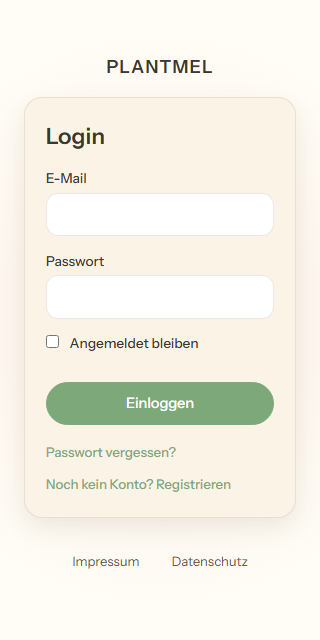 PLANTMEL
Login
E-Mail
Passwort
Angemeldet bleiben
Einloggen
Passwort vergessen?
Noch kein Konto? Registrieren
Impressum Datenschutz